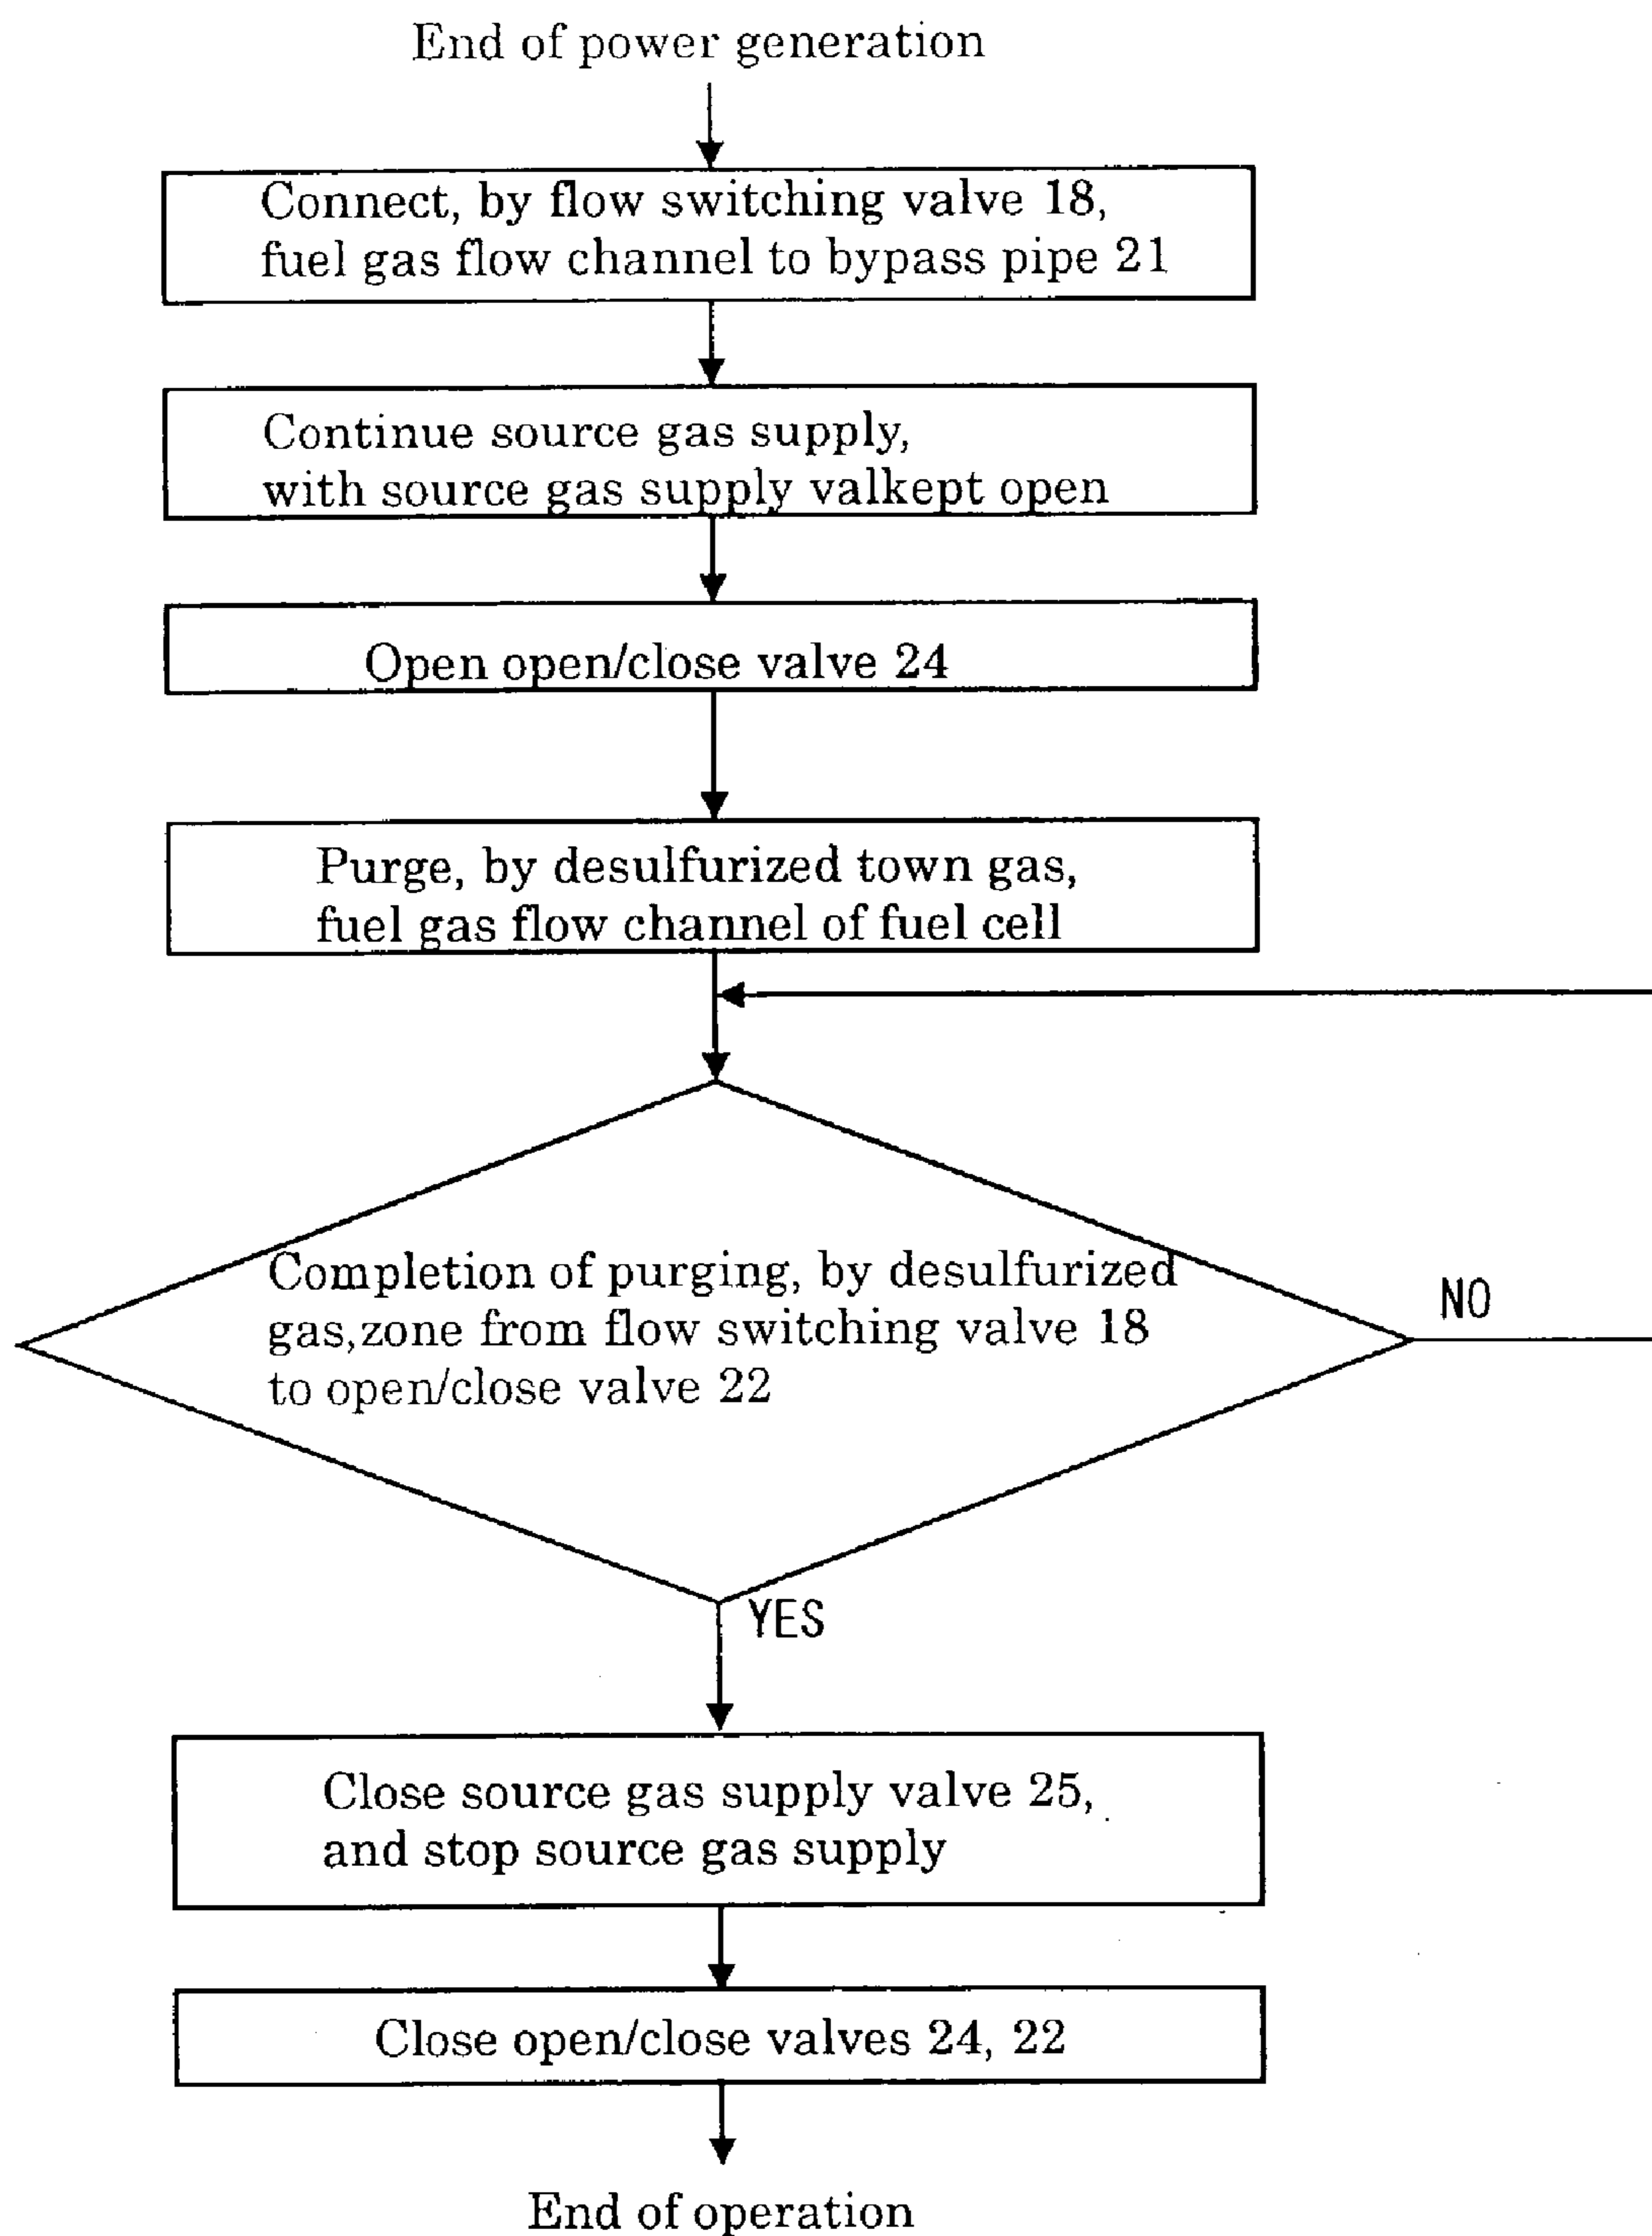 End of power generation
Connect, by flow switching valve 18,
fuel gas flow channel to bypass pipe 21
Continue source gas supply,
with source gas supply valkept open
Open open/close valve 24
Purge, by desulfurized town gas,
fuel gas flow channel of fuel cell
Completion of purging, by desulfurized
gas,zone from flow switching valve 18
to open/close valve 22
NO
YES
Close source gas supply valve 25,
and stop source gas supply
Close open/close valves 24, 22
End of operation